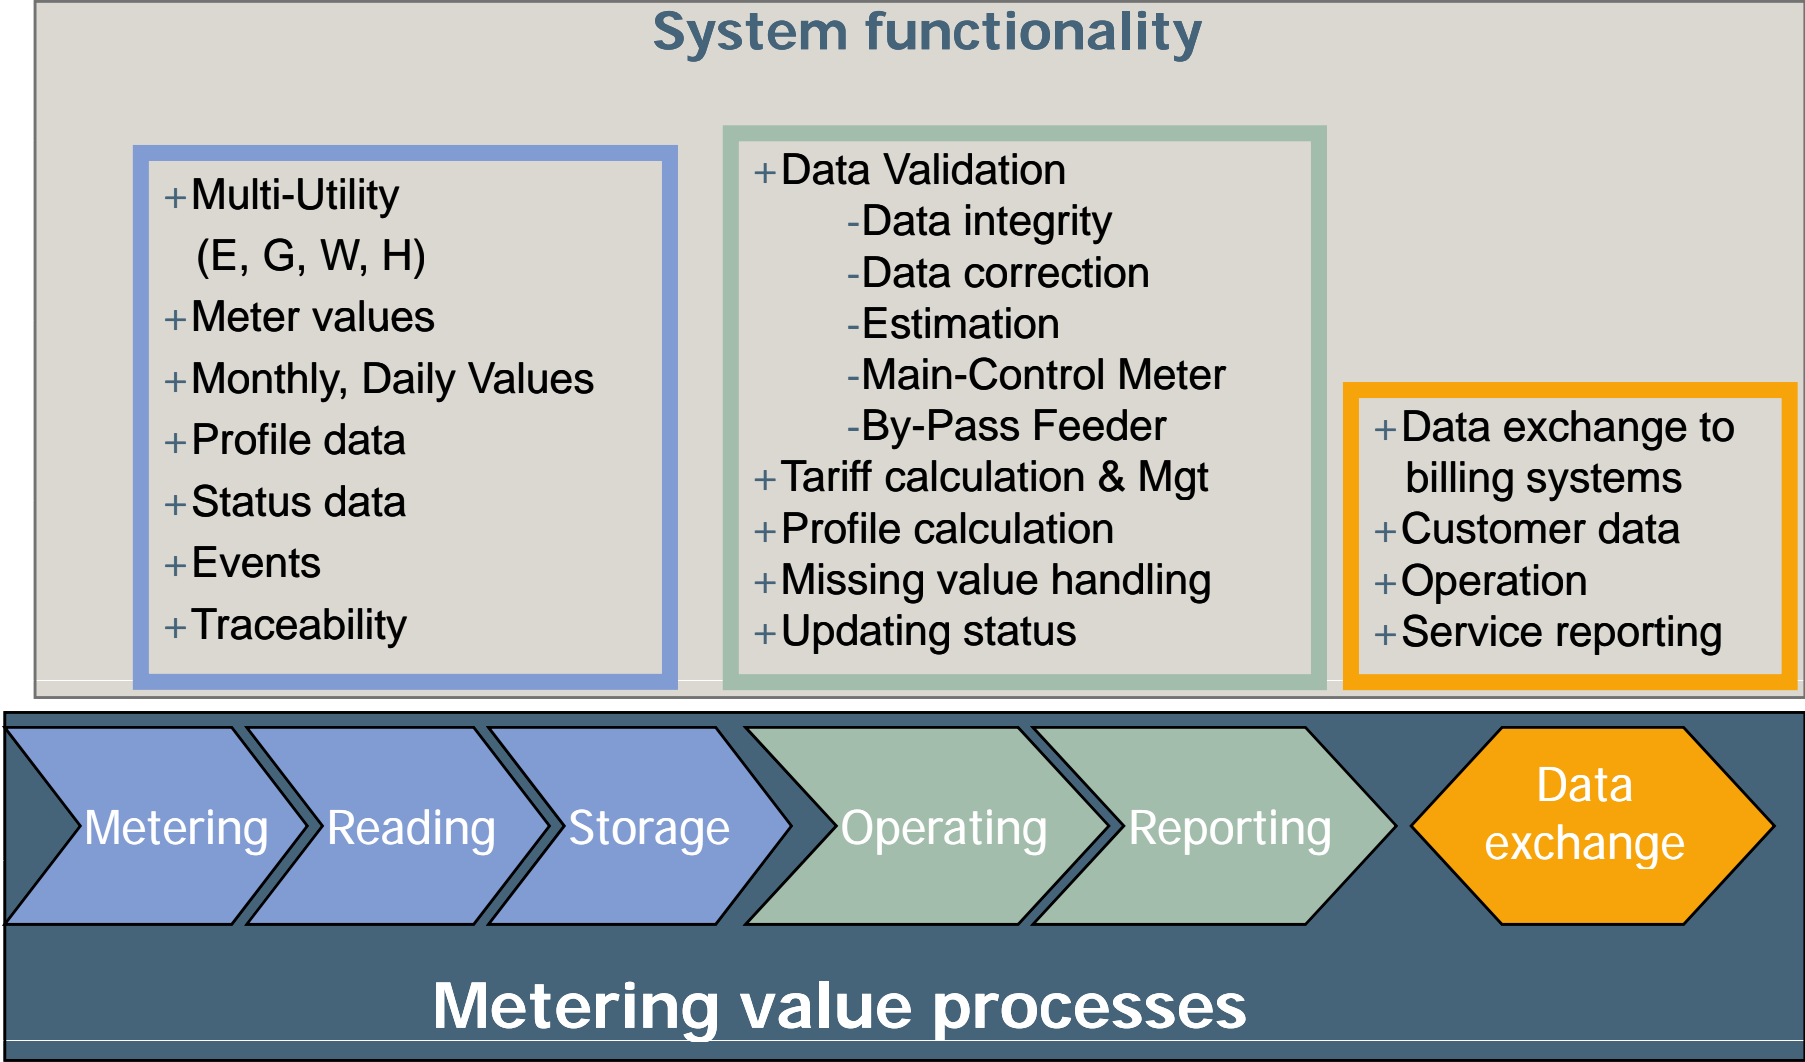 System functionality
+Multi-Utility
(E, G, W, H)
+Meter values
+Monthly, Daily Values
+Profile data
+Status data
+Events
+Traceability
+Data Validation
-Data integrity
-Data correction
-Estimation
-Main-Control Meter
-By-Pass Feeder
+Tariff calculation & Mgt
+Profile calculation
+Missing value handling
+Updating status
+Data exchange to
billing systems
+Customer data
+Operation
+Service reporting
Metering
Reading
Storage
Operating
Reporting
Data
exchange
Metering value processes